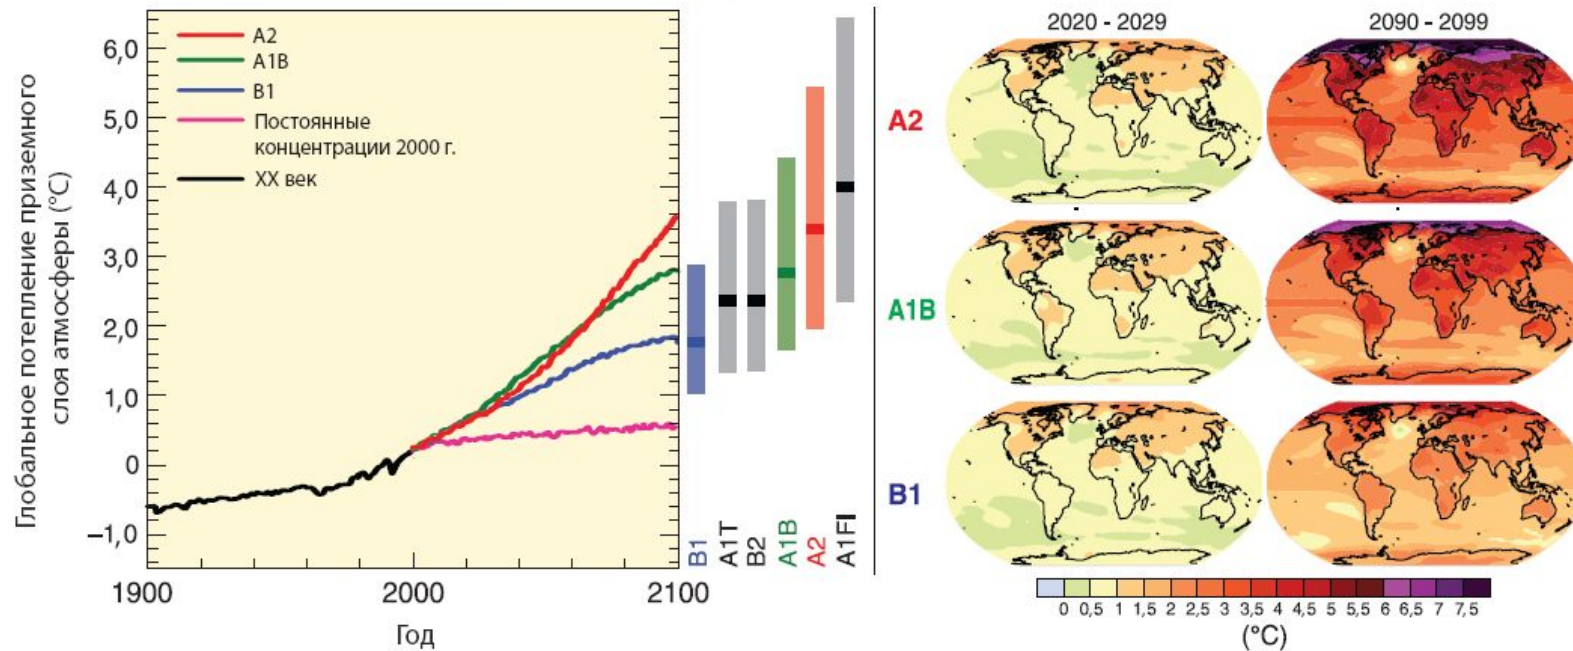 Глобальное потепление приземного
слоя атмосферы (°C)
6,0
5,0
4,0
3,0
2,0
1,0
0
−1,0
A2
A1B
B1
Постоянные
концентрации 2000 г.
XX век
1900
2000
2100
Год
B1
A1T
B2
A1B
A2
A1FI
2020 - 2029
2090 - 2099
A2
A1B
B1
0 0,5 1 1,5 2 2,5 3 3,5 4 4,5 5 5,5 6 6,5 7 7,5
(°C)